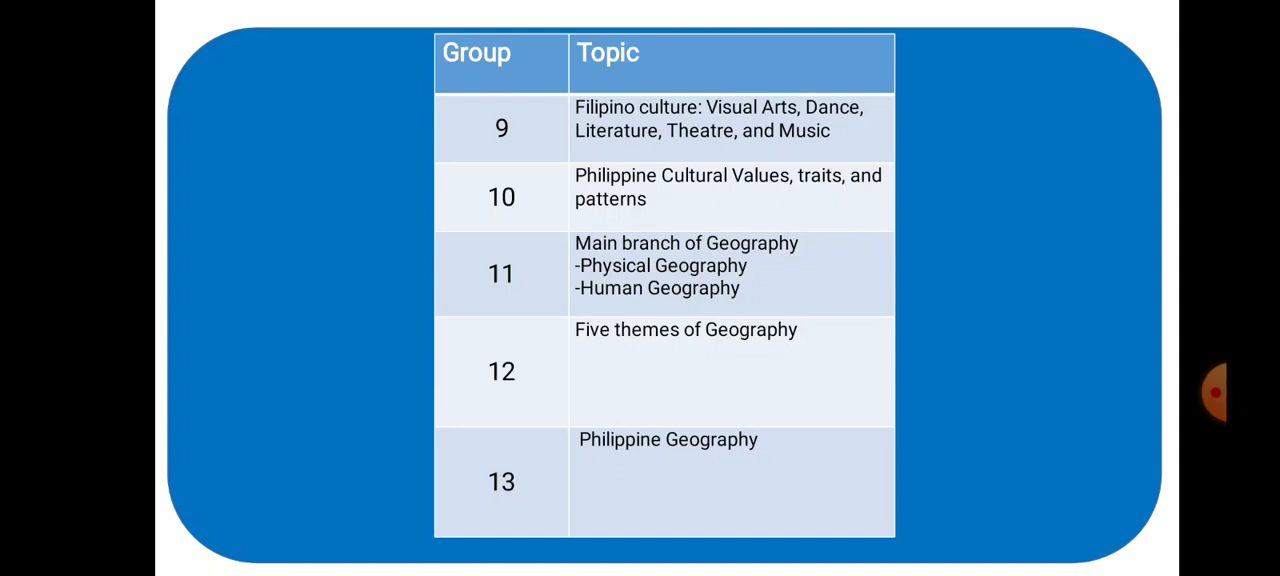 Group Topic
9 Filipino culture: Visual Arts, Dance,
Literature, Theatre, and Music
10 Philippine Cultural Values, traits, and
patterns
11 Main branch of Geography
-Physical Geography
-Human Geography
12 Five themes of Geography
13 Philippine Geography